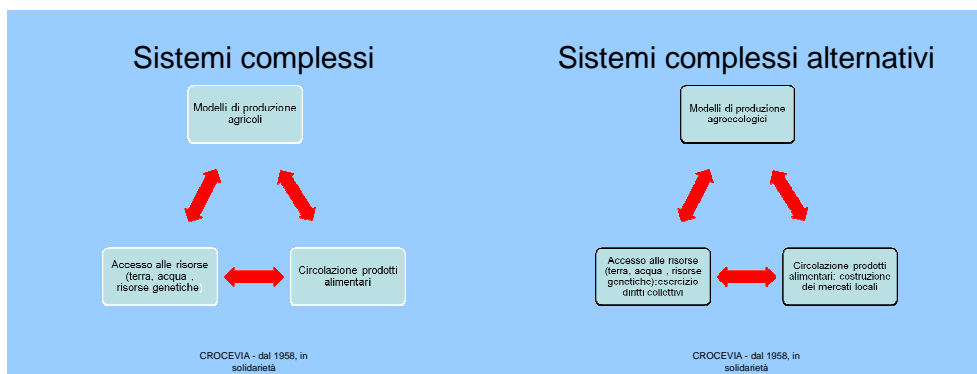 Sistemi complessi
Modelli di produzione
agricoli
Accesso alle risorse
(terra, acqua ,
risorse genetiche)
Circolazione prodotti
alimentari
CROCEVIA - dal 1958, in
solidarietà
Sistemi complessi alternativi
Modelli di produzione
agroecologici
Accesso alle risorse
(terra, acqua , risorse
genetiche):esercizio
diritti collettivi
Circolazione prodotti
alimentari: costruzione
dei mercati locali
CROCEVIA - dal 1958, in
solidarietà